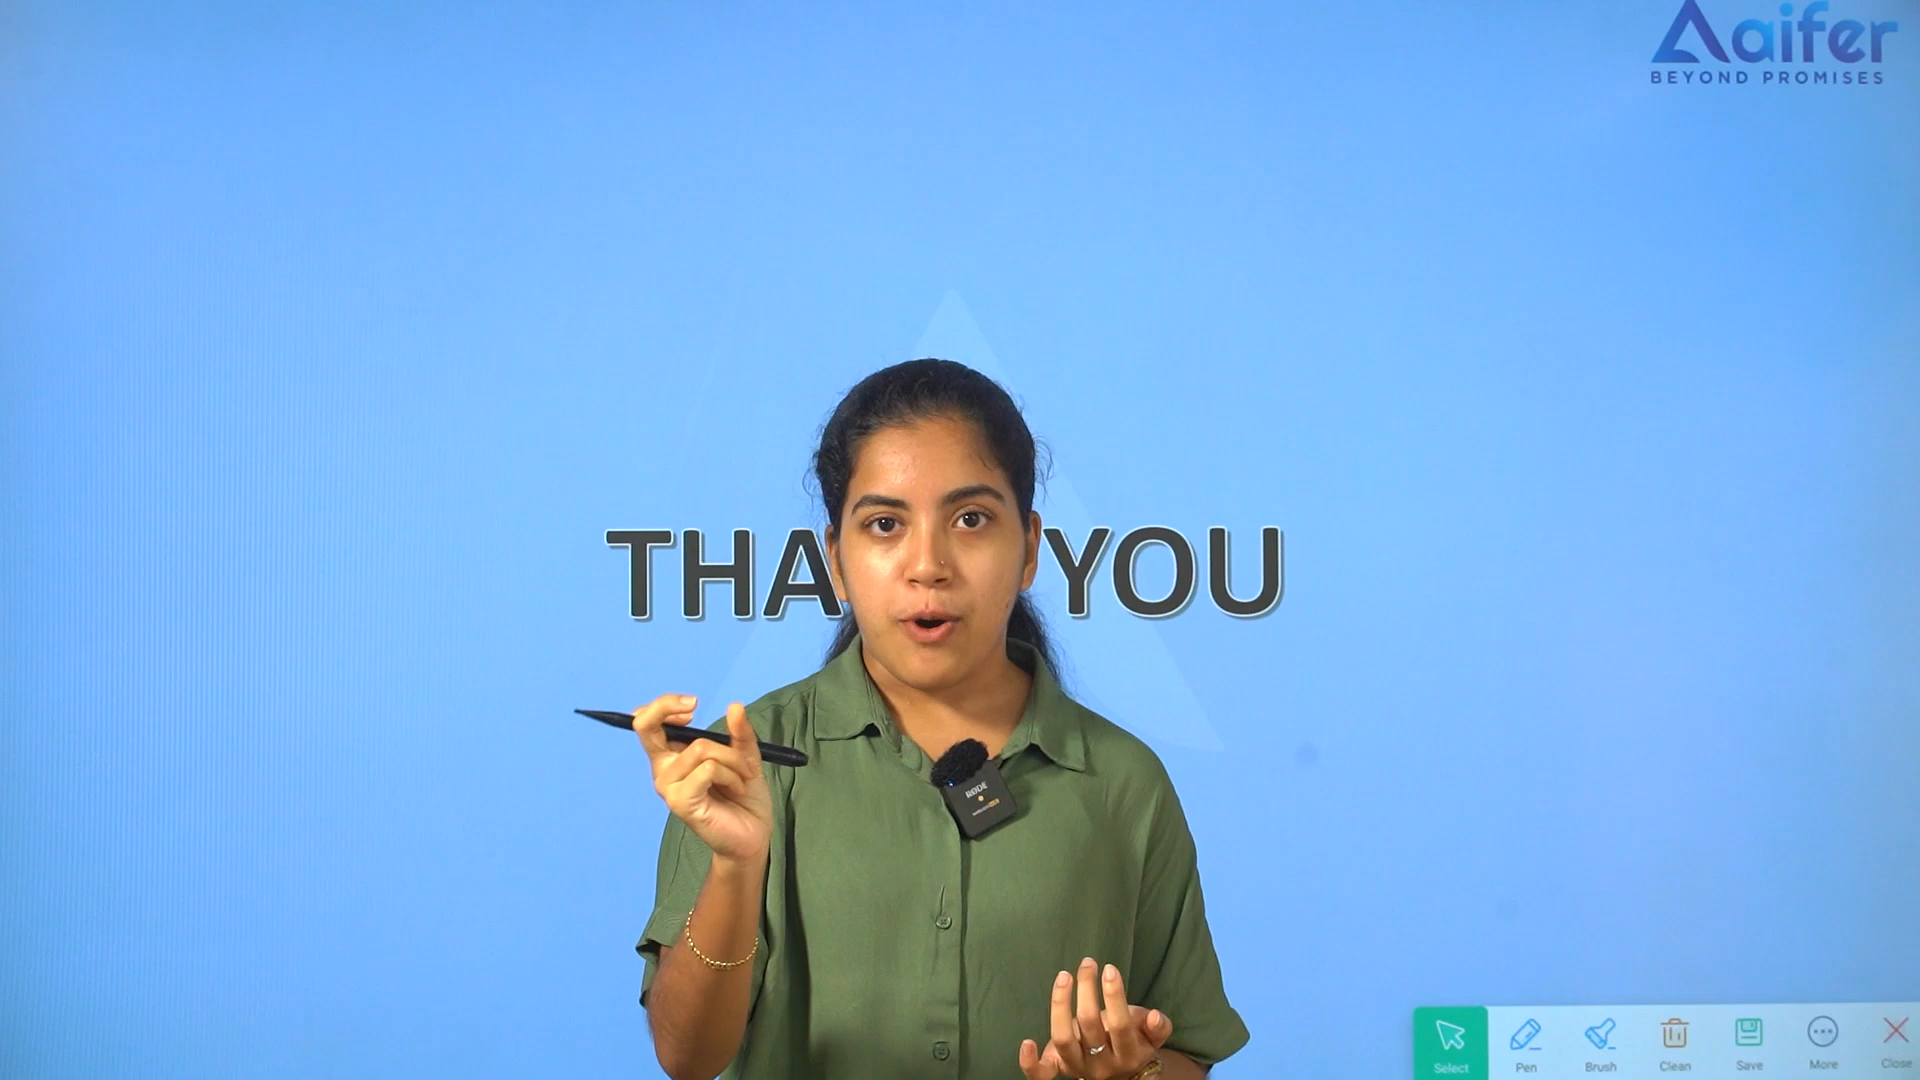 Aaifer
BEYOND PROMISES
THA YOU
RØDE
Select Pen Brush Clean Save More Close